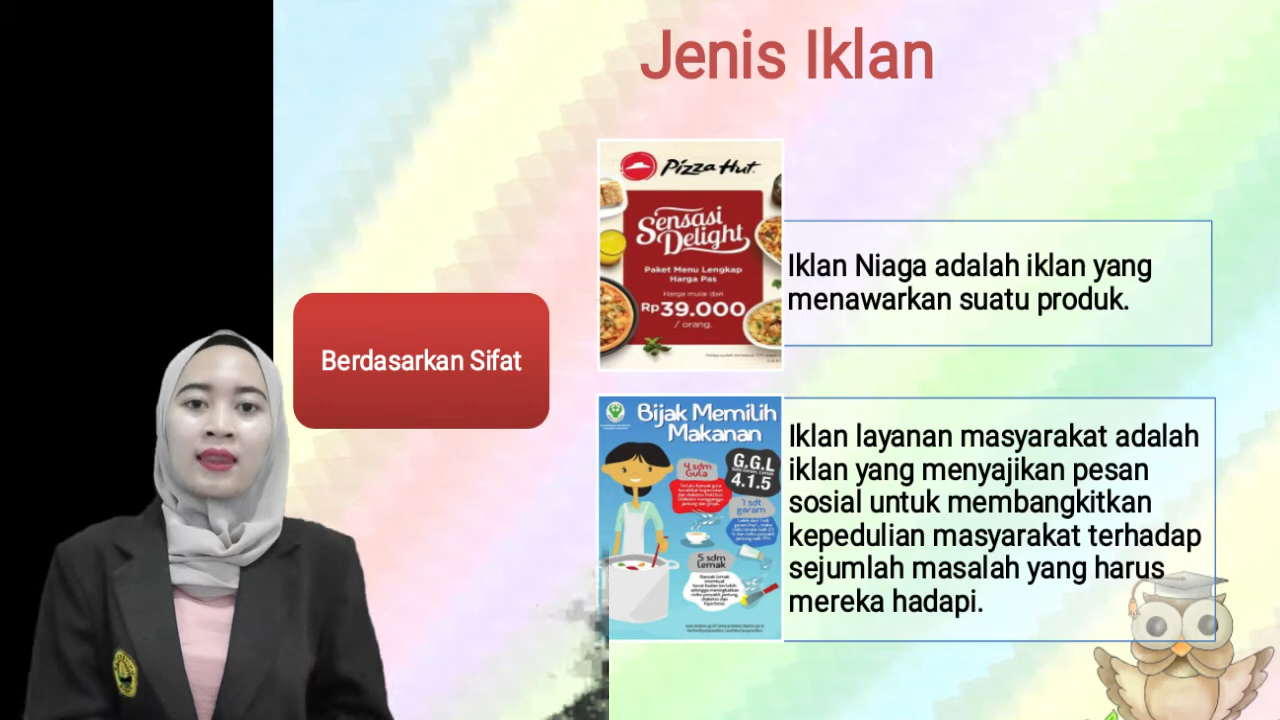 Jenis Iklan
Pizza Hut
Sensasi
Delight
Paket Menu Lengkap
Harga Pas
Harga mulai dari
Rp39.000
/ orang.
Iklan Niaga adalah iklan yang
menawarkan suatu produk.
Berdasarkan Sifat
Bijak Memilih
Makanan
G.G.L
4.1.5
4 sdm
Gula
1 sdt
garam
5 sdm
Lemak
Iklan layanan masyarakat adalah
iklan yang menyajikan pesan
sosial untuk membangkitkan
kepedulian masyarakat terhadap
sejumlah masalah yang harus
mereka hadapi.